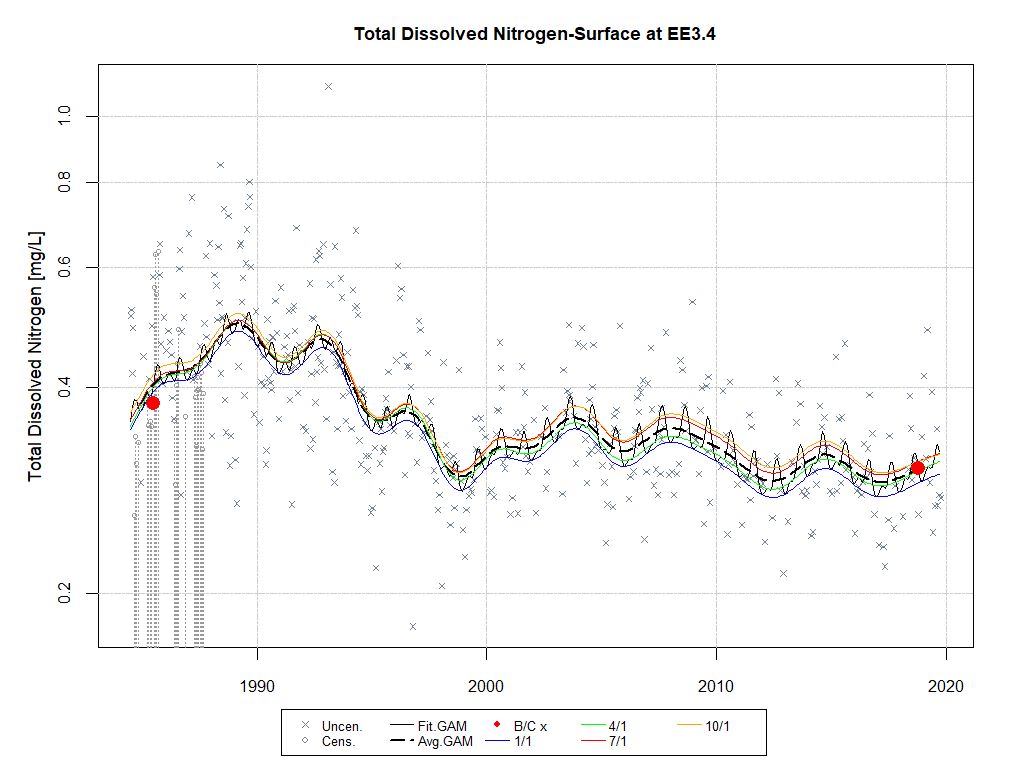 Total Dissolved Nitrogen-Surface at EE3.4
Total Dissolved Nitrogen [mg/L]
1.0
0.8
0.6
0.4
0.2
1990 2000 2010 2020
Uncen. Fit.GAM B/C x 4/1 10/1
Cens. Avg.GAM 1/1 7/1